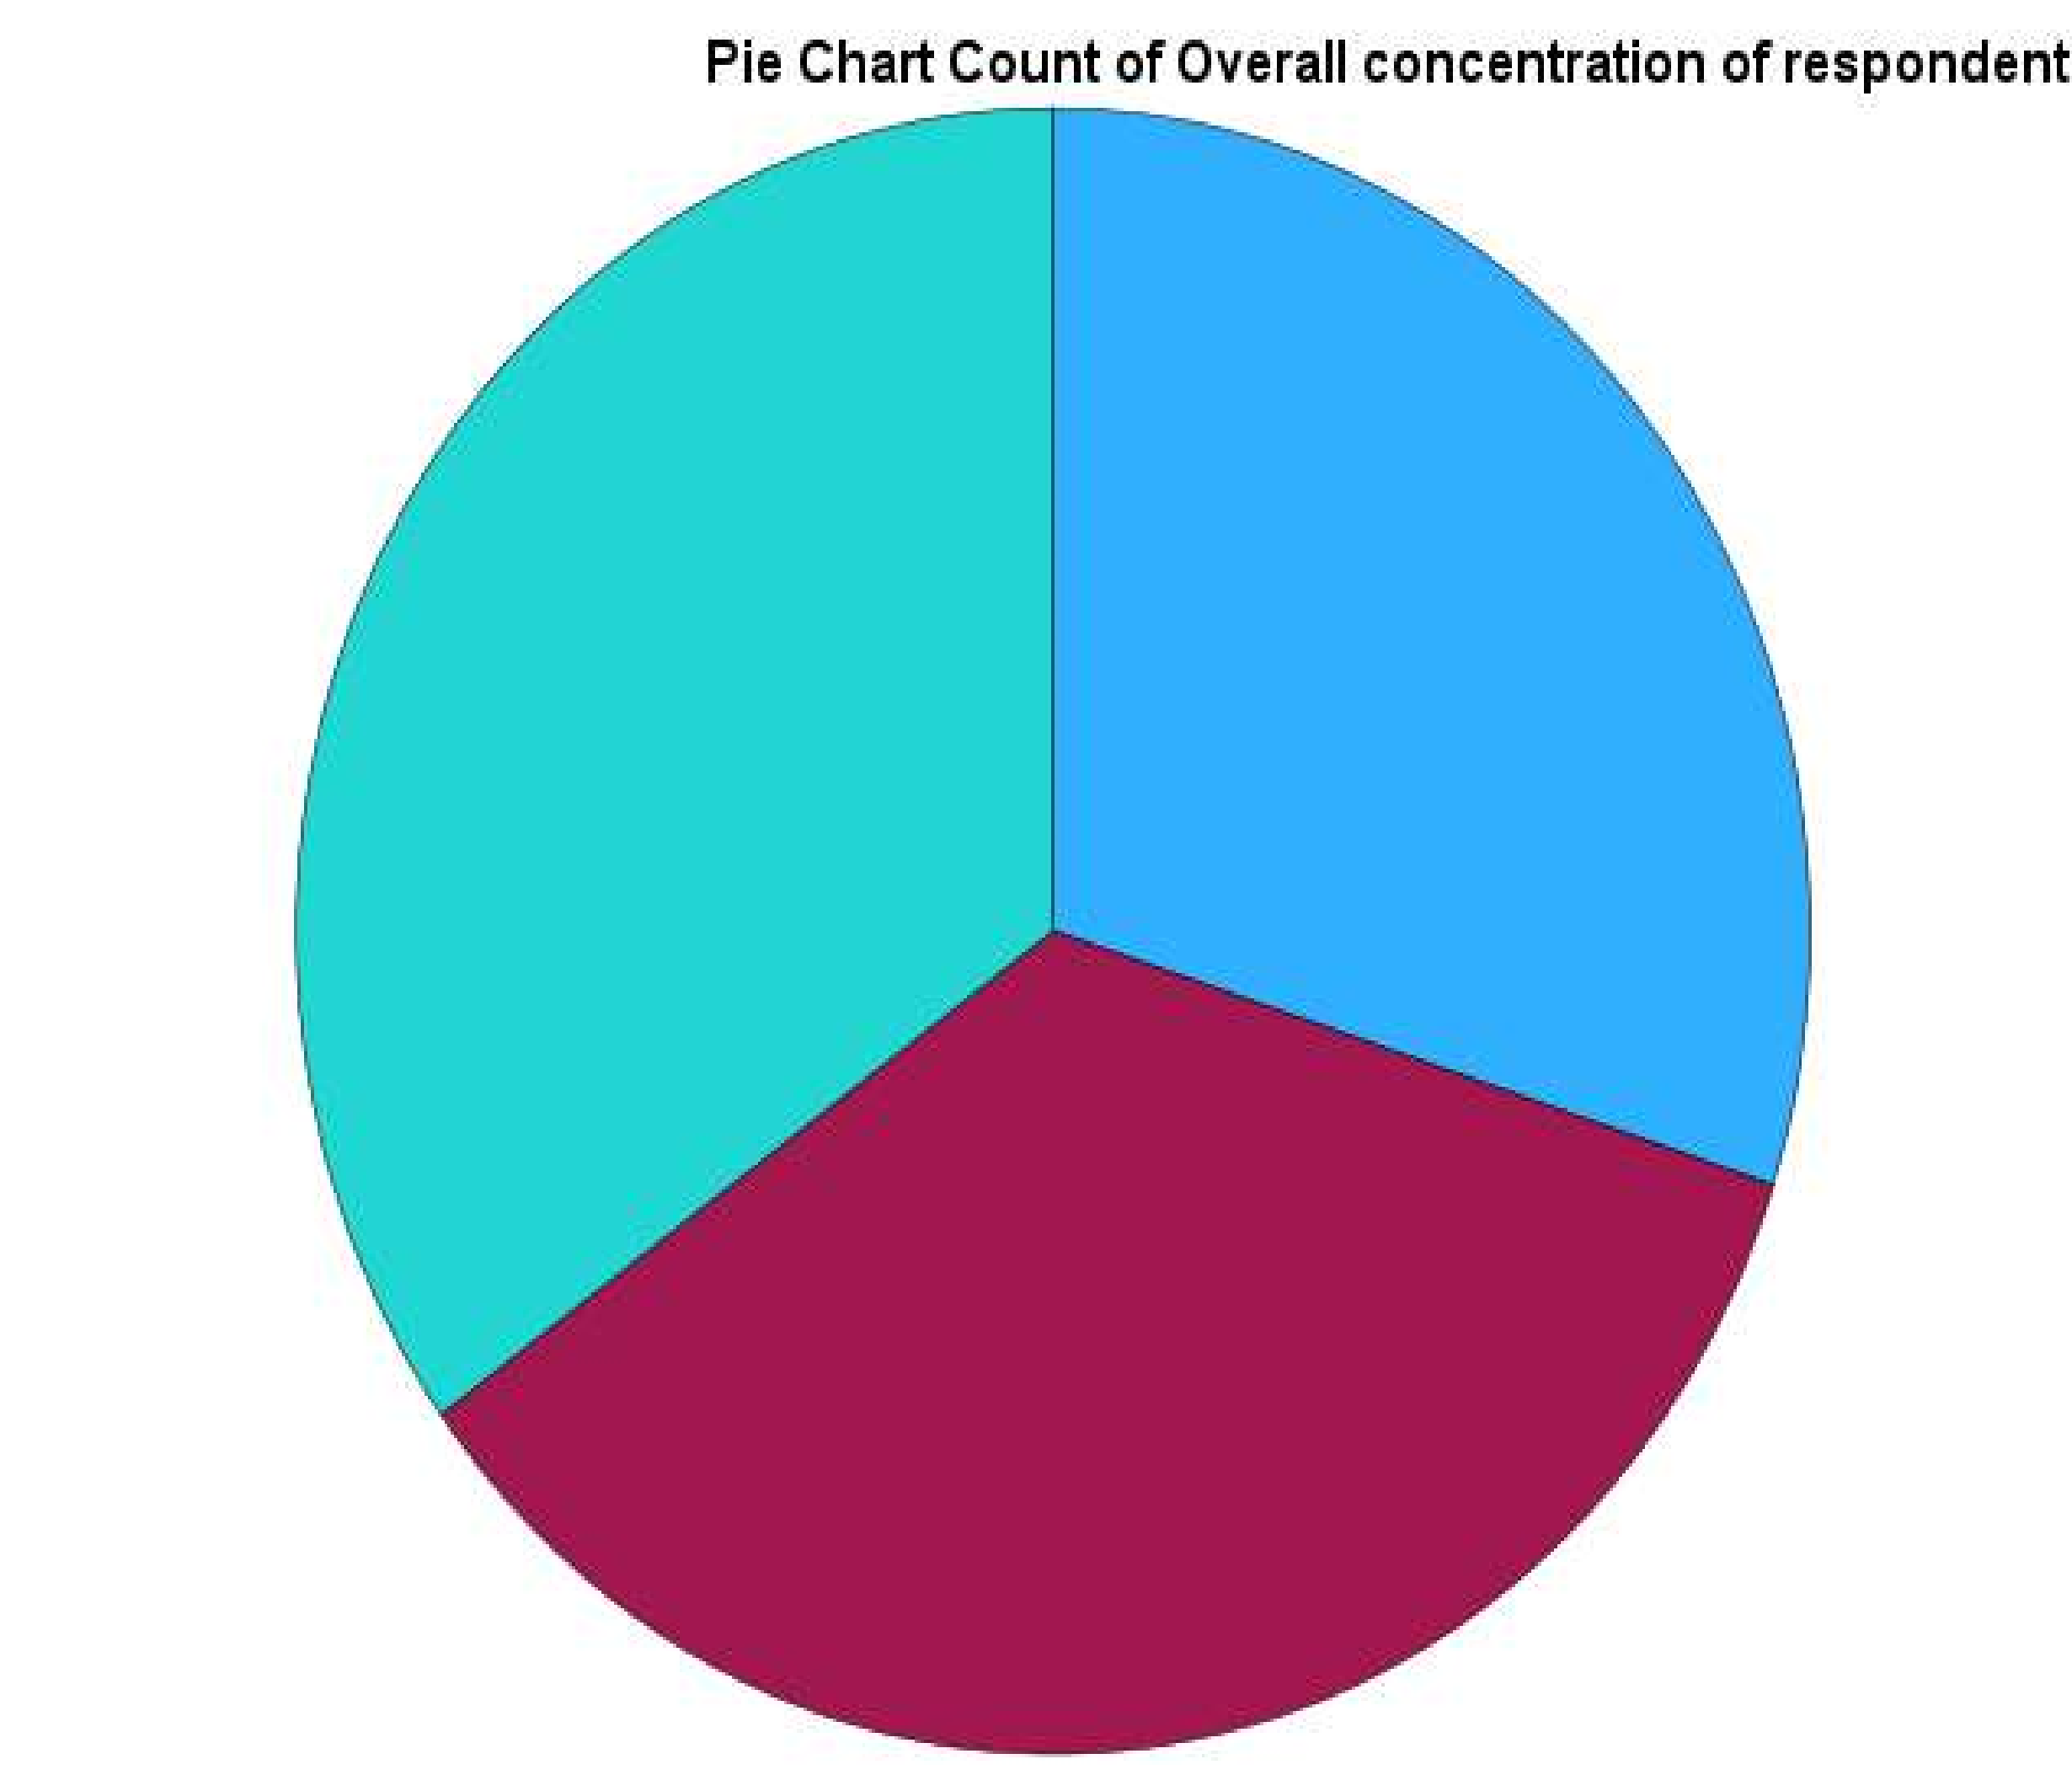 Pie Chart Count of Overall concentration of respondent